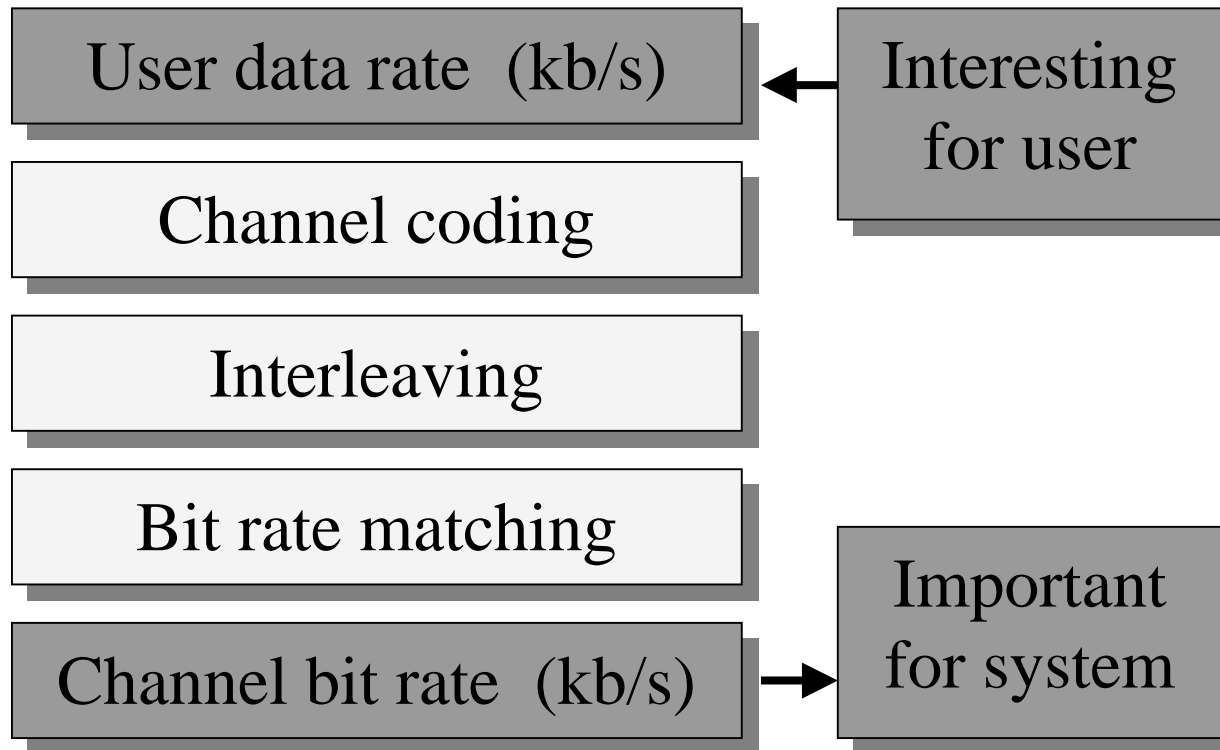 User data rate (kb/s)
Interesting
for user
Channel coding
Interleaving
Bit rate matching
Important
for system
Channel bit rate (kb/s)